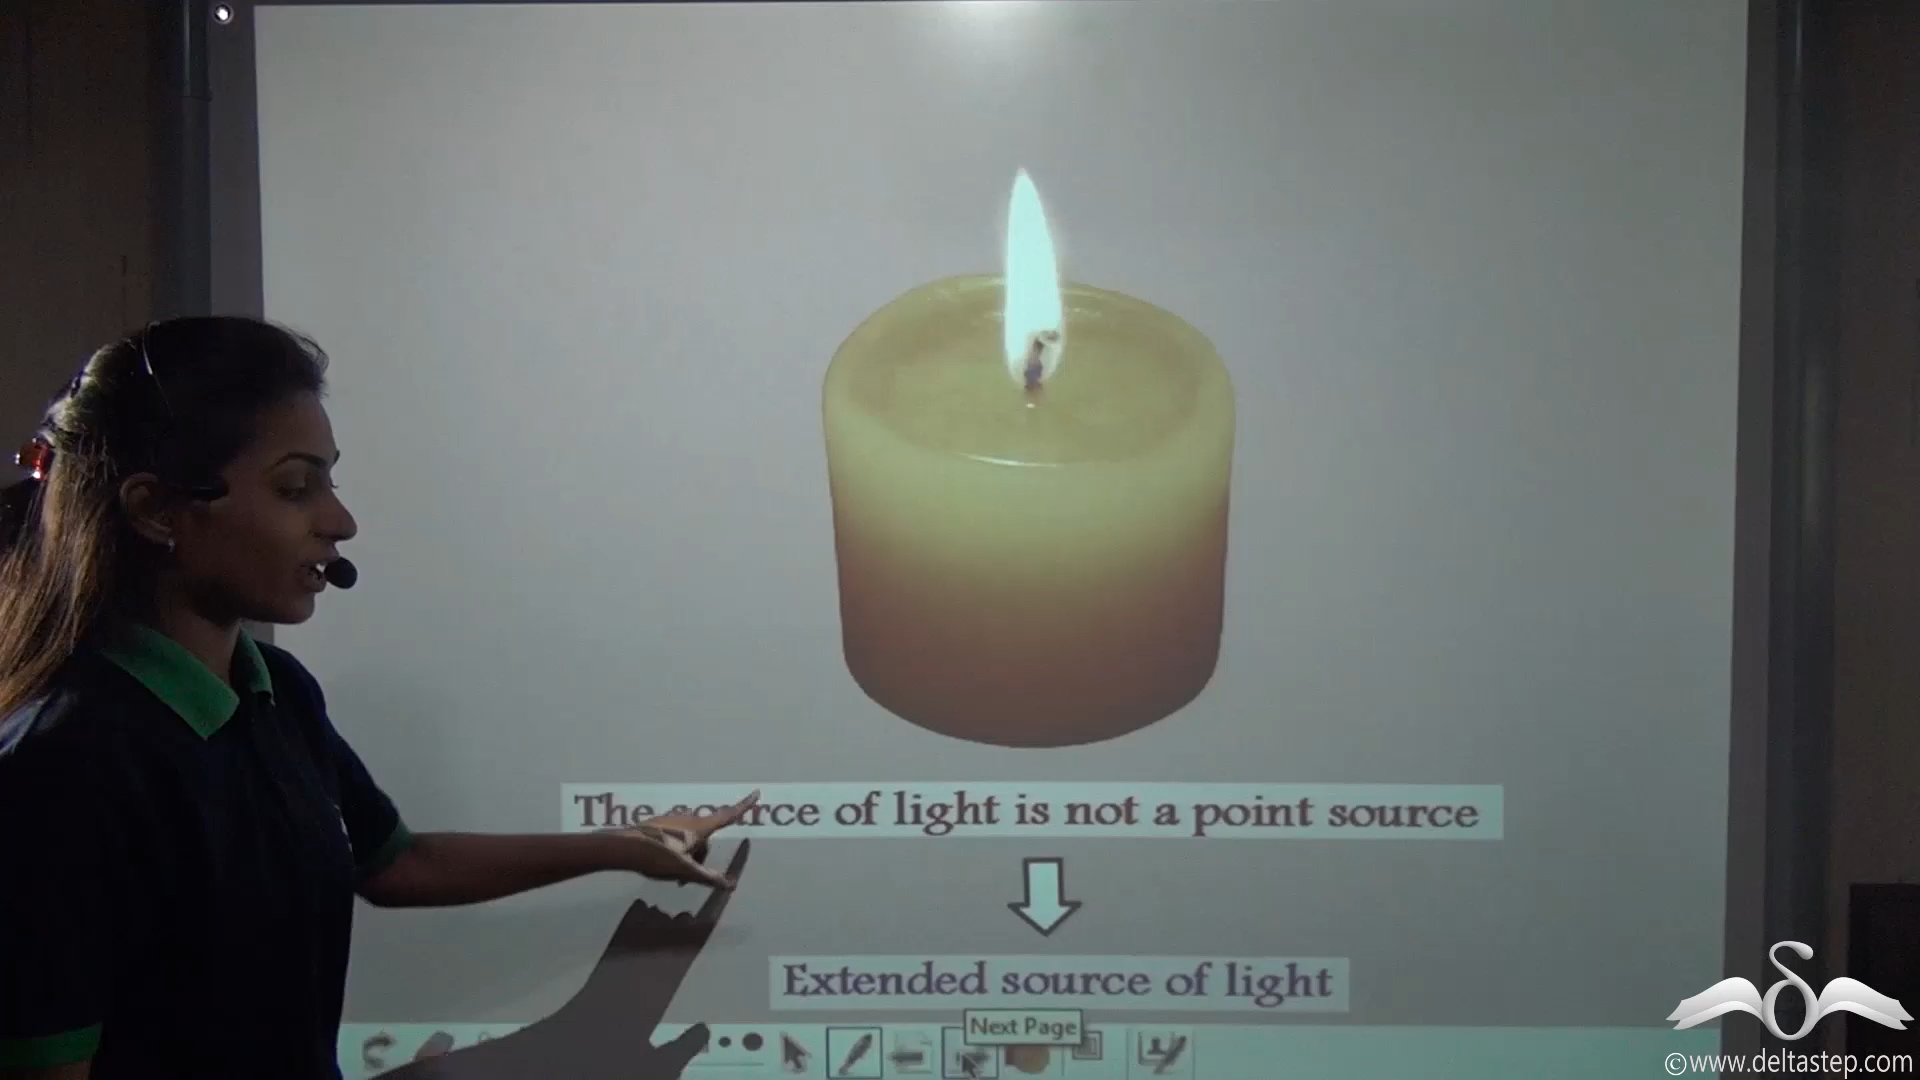 The source of light is not a point source
Extended source of light
Next Page
©www.deltastep.com